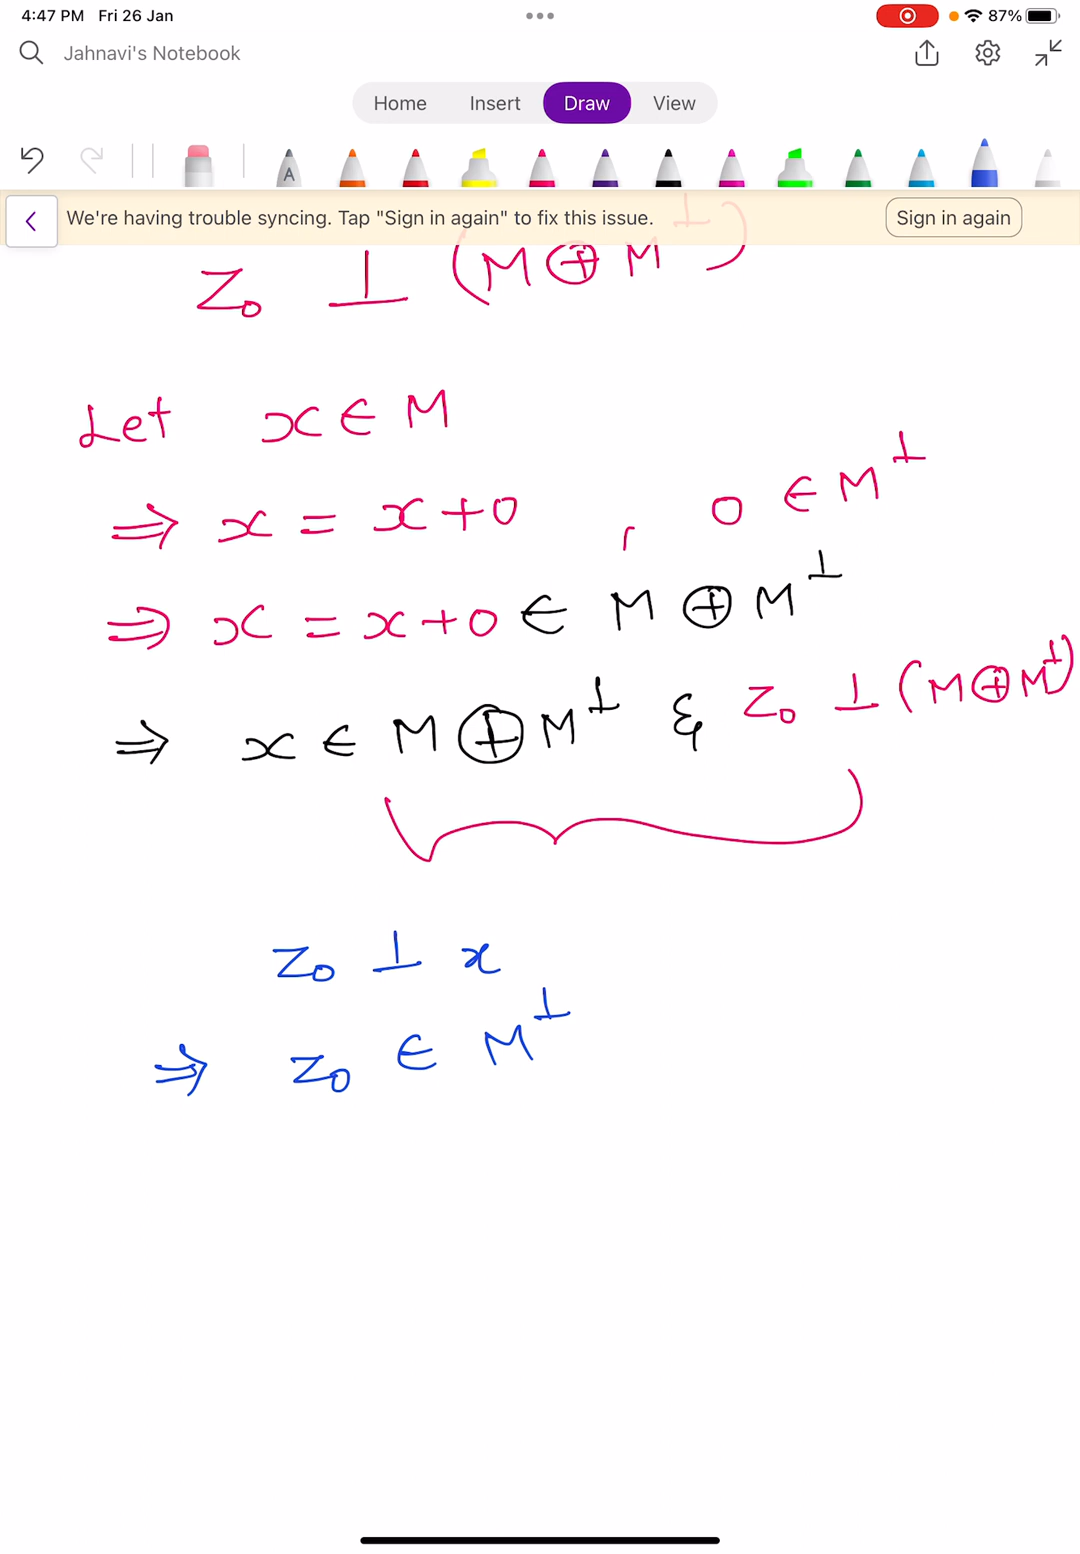 4:47 PM Fri 26 Jan 87%
Jahnavi's Notebook
Home Insert Draw View
A
We're having trouble syncing. Tap "Sign in again" to fix this issue. Sign in again
Z₀ ⊥ (M ⊕ M⊥)
Let x ∈ M
⇒ x = x + 0 , 0 ∈ M⊥
⇒ x = x + 0 ∈ M ⊕ M⊥
⇒ x ∈ M ⊕ M⊥ & Z₀ ⊥ (M ⊕ M⊥)
Z₀ ⊥ x
⇒ Z₀ ∈ M⊥